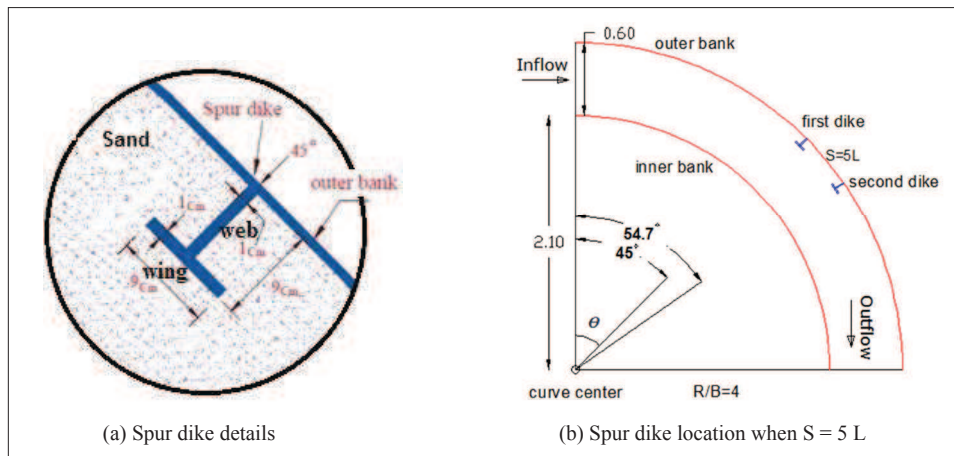 Sand
Spur dike
45°
outer bank
1cm
web
1cm
wing
9cm
9cm
(a) Spur dike details
0.60
outer bank
Inflow
first dike
S=5L
inner bank
second dike
54.7°
45°
2.10
θ
Outflow
curve center
R/B=4
(b) Spur dike location when S = 5 L